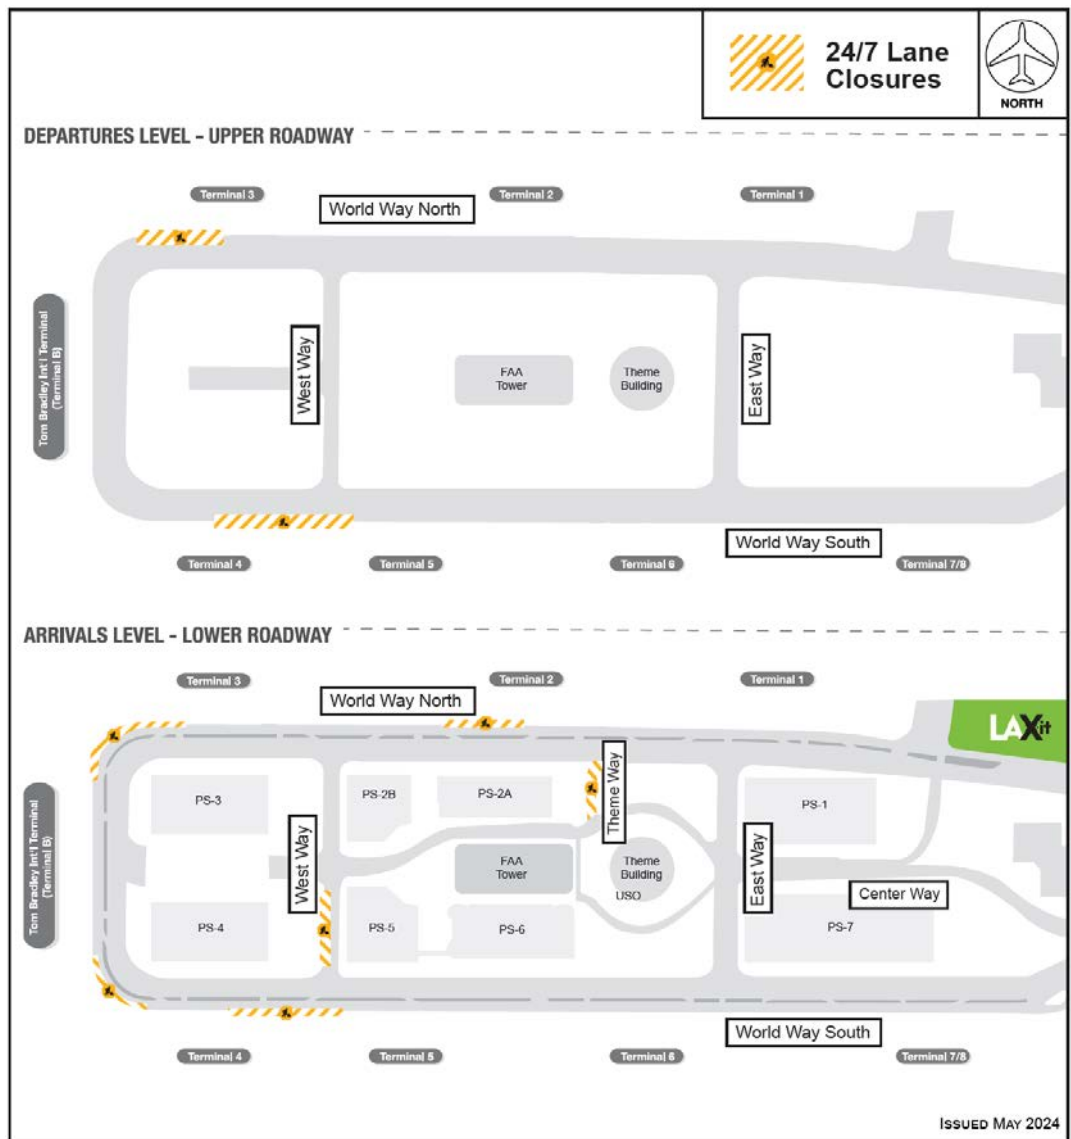 24/7 Lane
Closures
NORTH
DEPARTURES LEVEL - UPPER ROADWAY
Terminal 3
Terminal 2
Terminal 1
World Way North
Tom Bradley Int'l Terminal
(Terminal B)
West Way
FAA
Tower
Theme
Building
East Way
World Way South
Terminal 4
Terminal 5
Terminal 6
Terminal 7/8
ARRIVALS LEVEL - LOWER ROADWAY
Terminal 3
Terminal 2
Terminal 1
World Way North
LAXit
Theme Way
PS-3
PS-2B
PS-2A
PS-1
Tom Bradley Int'l Terminal
(Terminal B)
West Way
FAA
Tower
Theme
Building
USO
East Way
Center Way
PS-4
PS-5
PS-6
PS-7
World Way South
Terminal 4
Terminal 5
Terminal 6
Terminal 7/8
ISSUED MAY 2024